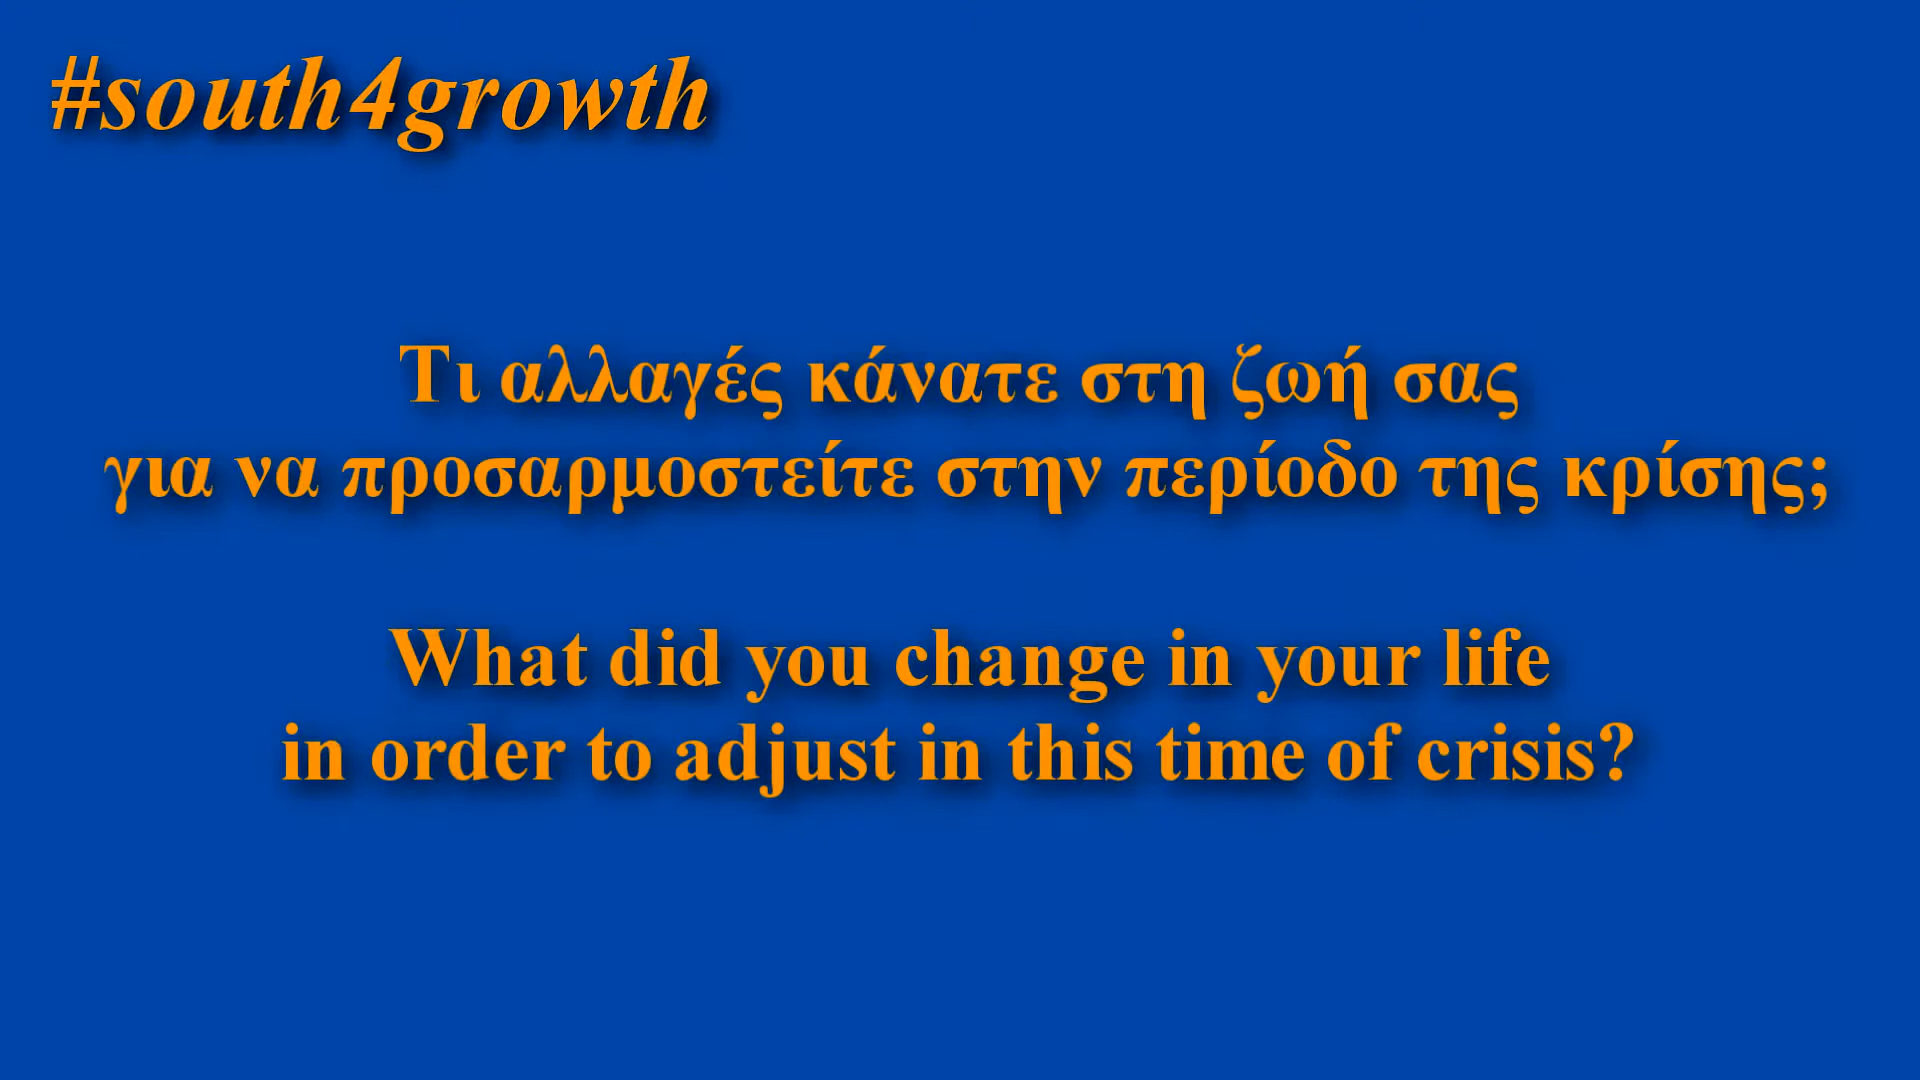 #south4growth
Τι αλλαγές κάνατε στη ζωή σας
για να προσαρμοστείτε στην περίοδο της κρίσης;
What did you change in your life
in order to adjust in this time of crisis?